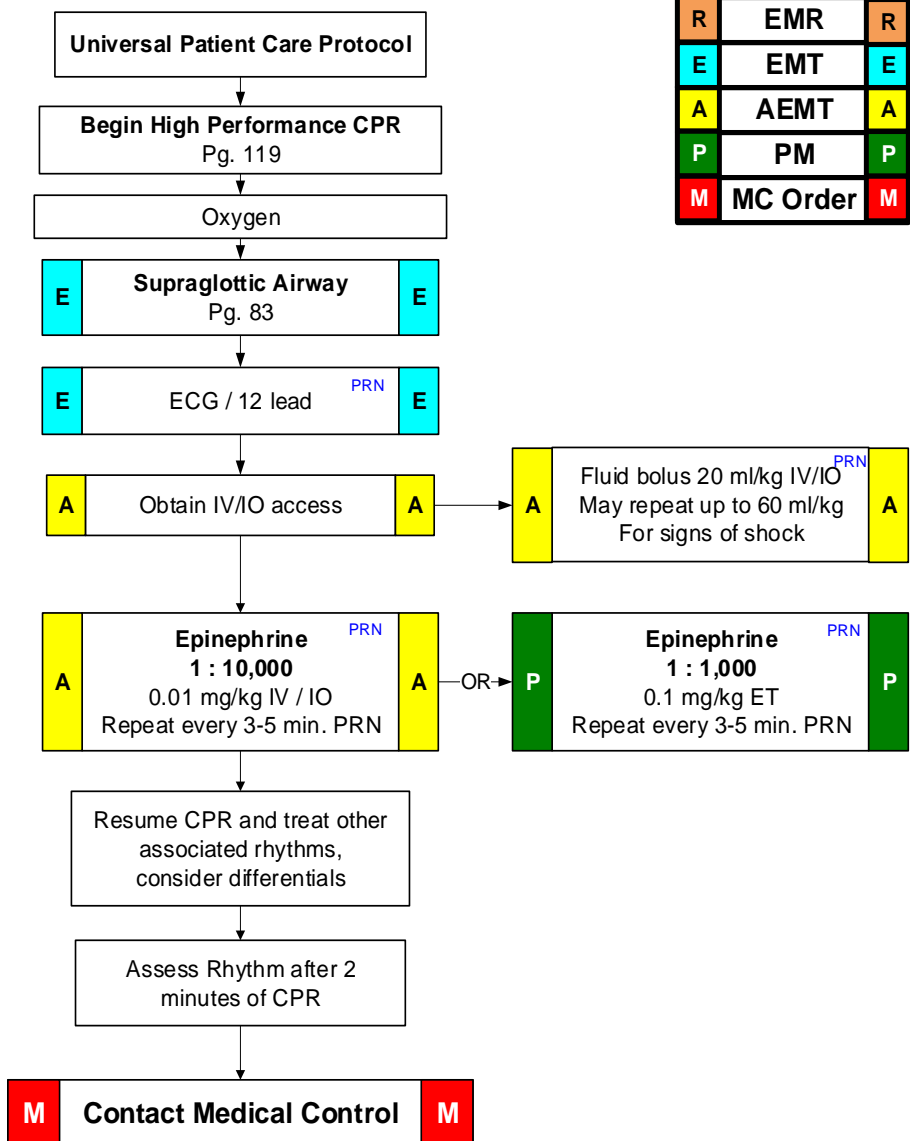 Universal Patient Care Protocol
R EMR R
E EMT E
A AEMT A
P PM P
M MC Order M
Begin High Performance CPR
Pg. 119
Oxygen
E Supraglottic Airway E
Pg. 83
E ECG / 12 lead PRN E
A Obtain IV/IO access A
A Fluid bolus 20 ml/kg IV/IO PRN A
May repeat up to 60 ml/kg
For signs of shock
A Epinephrine PRN A
1 : 10,000
0.01 mg/kg IV / IO
Repeat every 3-5 min. PRN
OR
P Epinephrine PRN P
1 : 1,000
0.1 mg/kg ET
Repeat every 3-5 min. PRN
Resume CPR and treat other
associated rhythms,
consider differentials
Assess Rhythm after 2
minutes of CPR
M Contact Medical Control M